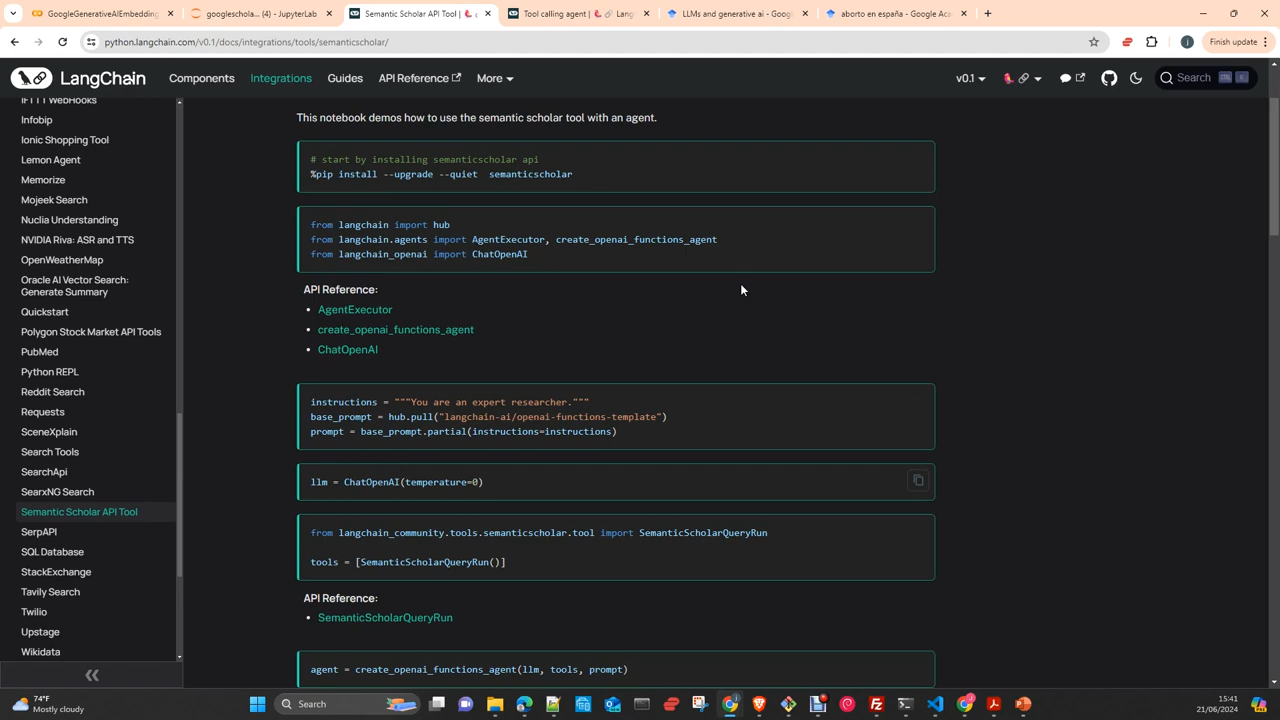 GoogleGenerativeAIEmbedding
googleschola... (4) - JupyterLab
Semantic Scholar API Tool |
Tool calling agent | Lang
LLMs and generative ai - Goo
aborto en españa - Google Aca
python.langchain.com/v0.1/docs/integrations/tools/semanticscholar/
Finish update
LangChain
Components
Integrations
Guides
API Reference
More
v0.1
Search
Ctrl
K
IFTTT WebHooks
Infobip
Ionic Shopping Tool
Lemon Agent
Memorize
Mojeek Search
Nuclia Understanding
NVIDIA Riva: ASR and TTS
OpenWeatherMap
Oracle AI Vector Search:
Generate Summary
Quickstart
Polygon Stock Market API Tools
PubMed
Python REPL
Reddit Search
Requests
SceneXplain
Search Tools
SearchApi
SearxNG Search
Semantic Scholar API Tool
SerpAPI
SQL Database
StackExchange
Tavily Search
Twilio
Upstage
Wikidata
This notebook demos how to use the semantic scholar tool with an agent.
# start by installing semanticscholar api
%pip install --upgrade --quiet  semanticscholar
from langchain import hub
from langchain.agents import AgentExecutor, create_openai_functions_agent
from langchain_openai import ChatOpenAI
API Reference:
• AgentExecutor
• create_openai_functions_agent
• ChatOpenAI
instructions = """You are an expert researcher."""
base_prompt = hub.pull("langchain-ai/openai-functions-template")
prompt = base_prompt.partial(instructions=instructions)
llm = ChatOpenAI(temperature=0)
from langchain_community.tools.semanticscholar.tool import SemanticScholarQueryRun
tools = [SemanticScholarQueryRun()]
API Reference:
• SemanticScholarQueryRun
agent = create_openai_functions_agent(llm, tools, prompt)
74°F
Mostly cloudy
Search
15:41
21/06/2024